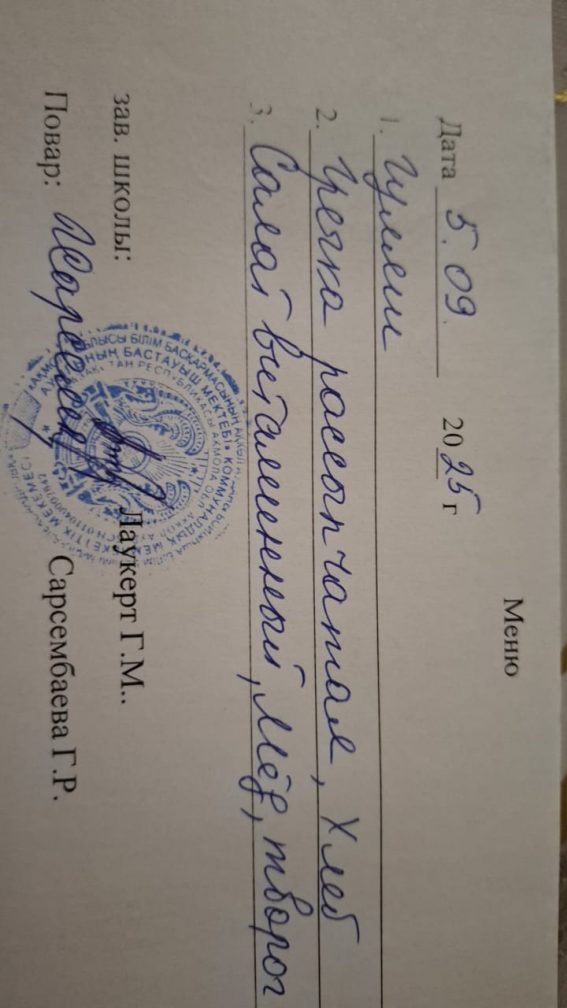 Меню
Дата 5.09. 2025 г
1. Гуляш
2. Гречка рассыпчатая, Хлеб
3. Салат витаминный, мёд, творог
зав. школы: Лаукерт Г.М..
Повар: Сарсембаева Г.Р.